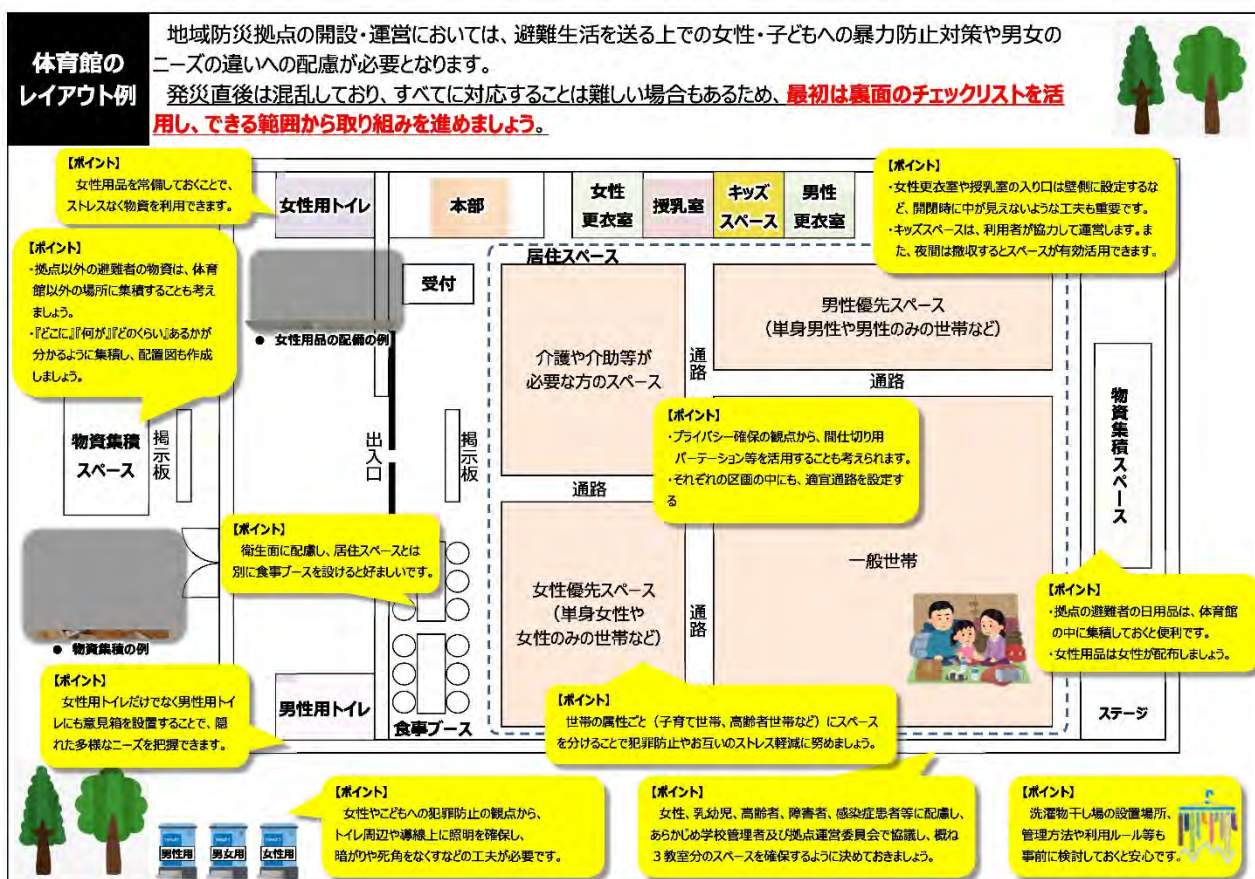 体育館の
レイアウト例
地域防災拠点の開設・運営においては、避難生活を送る上での女性・子どもへの暴力防止対策や男女の
ニーズの違いへの配慮が必要となります。
発災直後は混乱しており、すべてに対応することは難しい場合もあるため、最初は裏面のチェックリストを活
用し、できる範囲から取り組みを進めましょう。
【ポイント】
女性用品を常備しておくことで、
ストレスなく物資を利用できます。
女性用トイレ
本部
女性
更衣室
授乳室
キッズ
スペース
男性
更衣室
【ポイント】
・女性更衣室や授乳室の入り口は壁側に設定するな
ど、開閉時に中が見えないような工夫も重要です。
・キッズスペースは、利用者が協力して運営します。ま
た、夜間は撤収するとスペースが有効活用できます。
【ポイント】
・拠点以外の避難者の物資は、体育
館以外の場所に集積することも考え
ましょう。
・『どこに』『何が』『どのくらい』あるかが
分かるように集積し、配置図も作成
しましょう。
● 女性用品の配備の例
受付
居住スペース
介護や介助等が
必要な方のスペース
通路
男性優先スペース
（単身男性や男性のみの世帯など）
通路
物資集積スペース
物資集積
スペース
掲示板
出入口
掲示板
【ポイント】
・プライバシー確保の観点から、間仕切り用
パーテーション等を活用することも考えられます。
・それぞれの区画の中にも、適宜通路を設定す
る
通路
【ポイント】
衛生面に配慮し、居住スペースとは
別に食事ブースを設けると好ましいです。
女性優先スペース
（単身女性や
女性のみの世帯など）
通路
一般世帯
● 物資集積の例
【ポイント】
・拠点の避難者の日用品は、体育館
の中に集積しておくと便利です。
・女性用品は女性が配布しましょう。
【ポイント】
女性用トイレだけでなく男性用トイ
レにも意見箱を設置することで、隠
れた多様なニーズを把握できます。
男性用トイレ
食事ブース
【ポイント】
世帯の属性ごと（子育て世帯、高齢者世帯など）にスペース
を分けることで犯罪防止やお互いのストレス軽減に努めましょう。
ステージ
男性用
男女用
女性用
【ポイント】
女性やこどもへの犯罪防止の観点から、
トイレ周辺や導線上に照明を確保し、
暗がりや死角をなくすなどの工夫が必要です。
【ポイント】
女性、乳幼児、高齢者、障害者、感染症患者等に配慮し、
あらかじめ学校管理者及び拠点運営委員会で協議し、概ね
３教室分のスペースを確保するように決めておきましょう。
【ポイント】
洗濯物干し場の設置場所、
管理方法や利用ルール等も
事前に検討しておくと安心です。